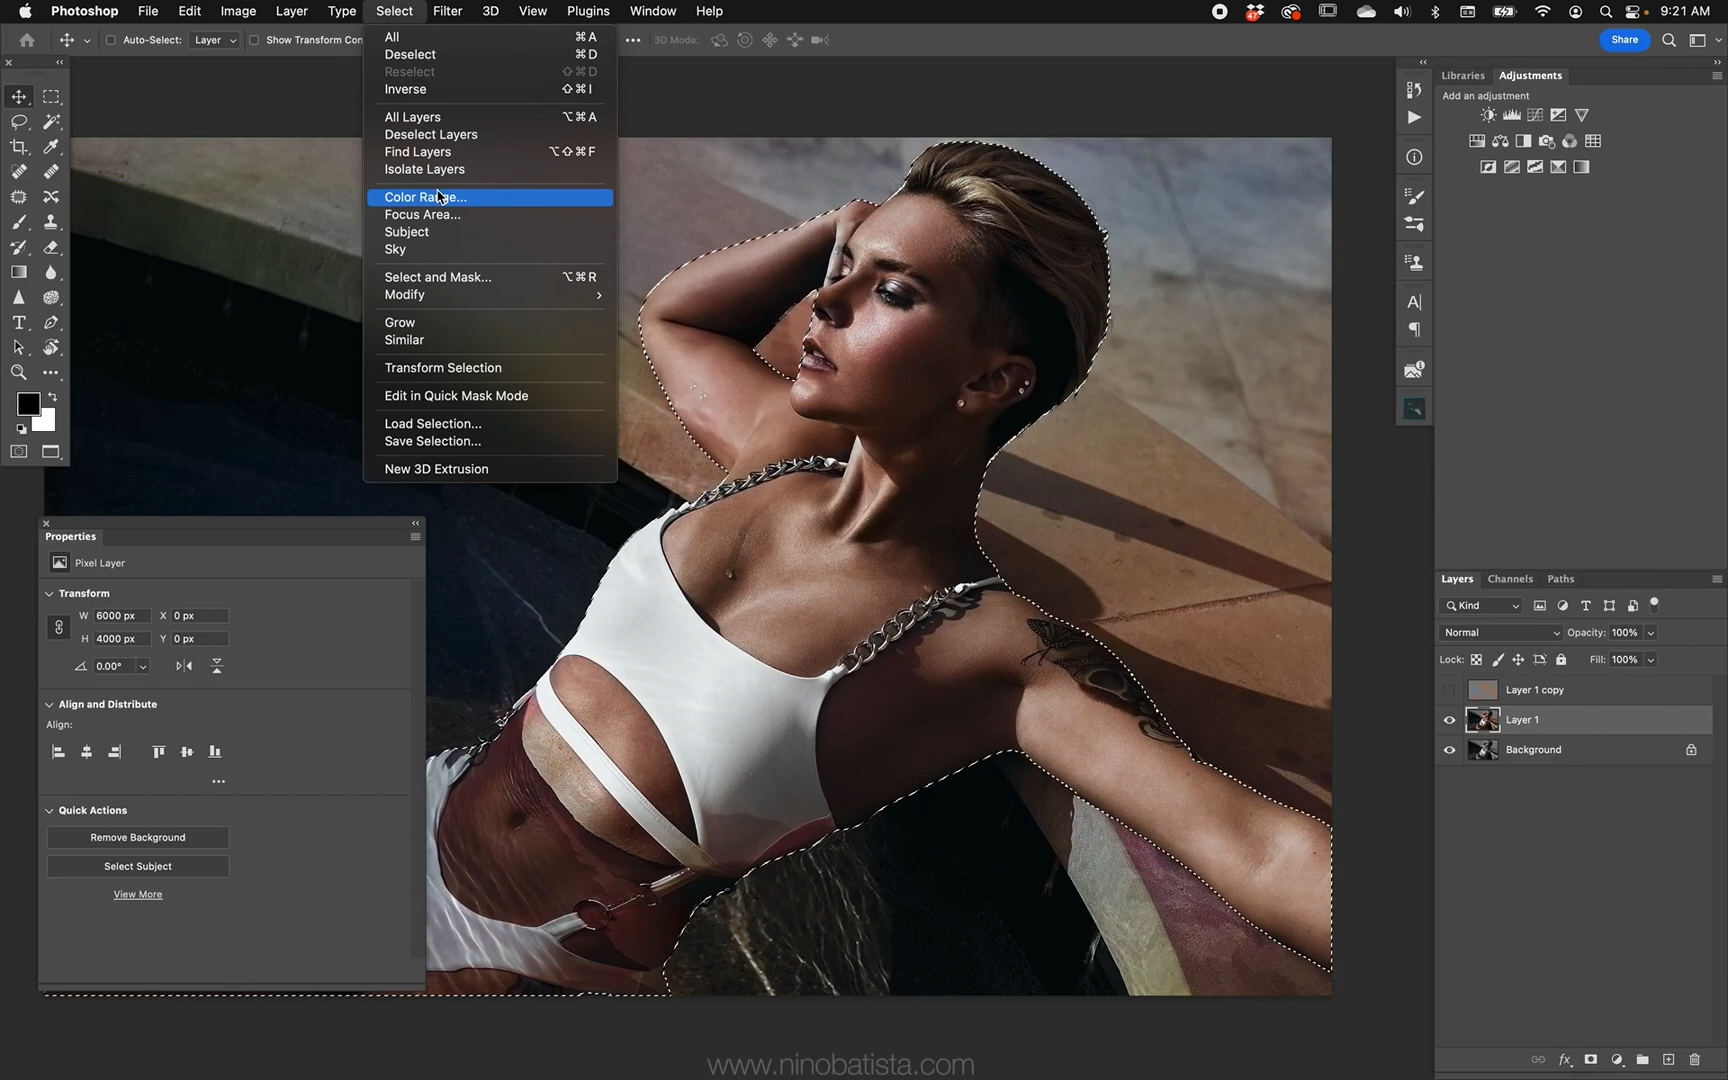 Photoshop File Edit Image Layer Type Select Filter 3D View Plugins Window Help 47 9:21 AM
Auto-Select: Layer Show Transform Con 3D Mode: Share
All ⌘A
Deselect ⌘D
Reselect ⇧⌘D
Inverse ⇧⌘I
All Layers ⌥⌘A
Deselect Layers
Find Layers ⌥⇧⌘F
Isolate Layers
Color Range...
Focus Area...
Subject
Sky
Select and Mask... ⌥⌘R
Modify
Grow
Similar
Transform Selection
Edit in Quick Mask Mode
Load Selection...
Save Selection...
New 3D Extrusion
Properties
Pixel Layer
Transform
W 6000 px X 0 px
H 4000 px Y 0 px
0.00°
Align and Distribute
Align:
Quick Actions
Remove Background
Select Subject
View More
Libraries Adjustments
Add an adjustment
Layers Channels Paths
Kind
Normal Opacity: 100%
Lock: Fill: 100%
Layer 1 copy
Layer 1
Background
fx
www.ninobatista.com